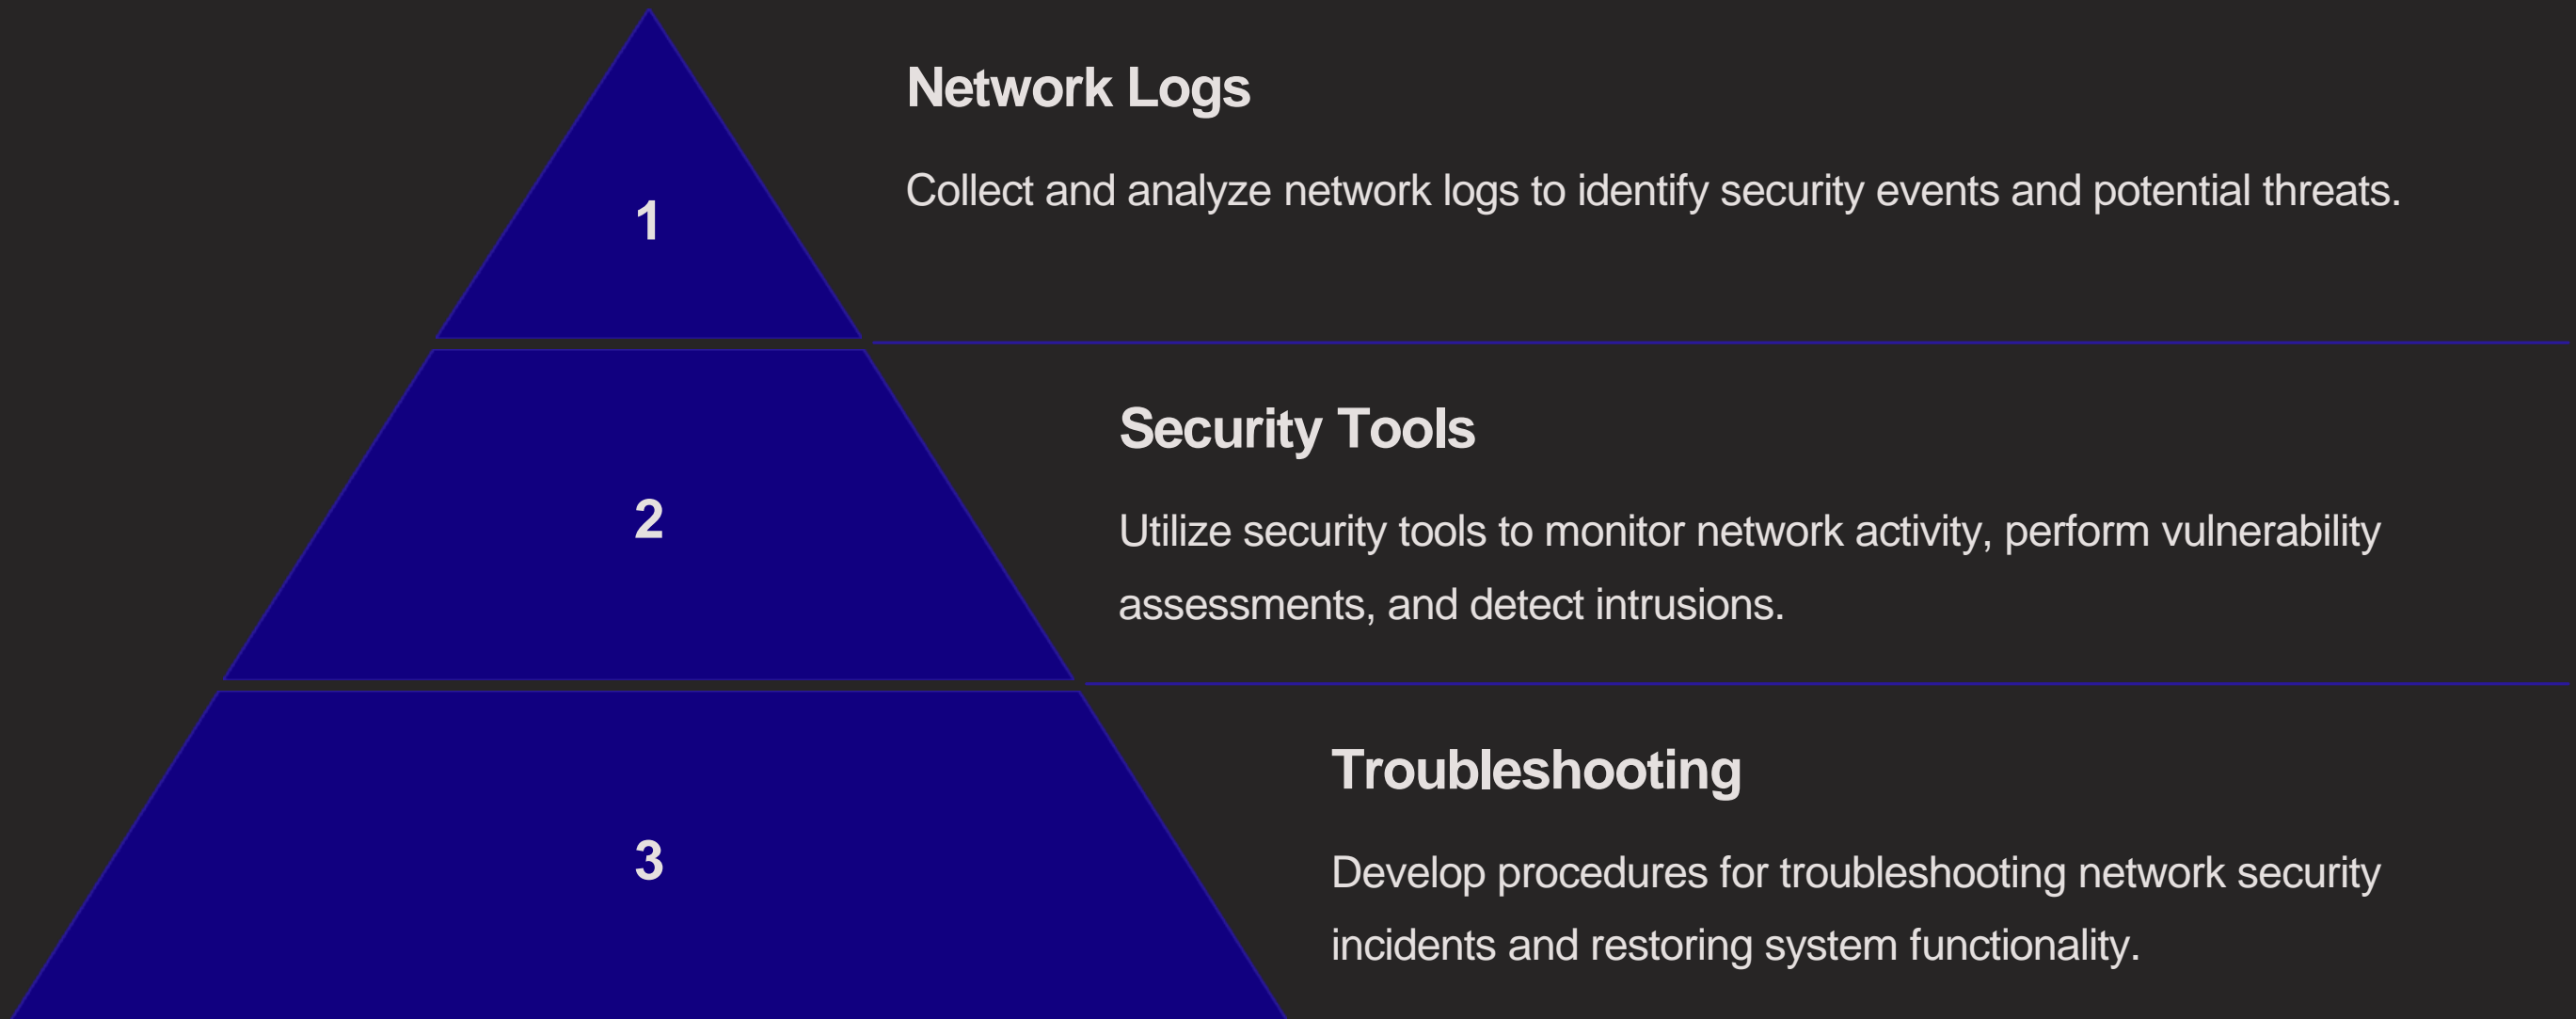 Network Logs
1
Collect and analyze network logs to identify security events and potential threats.
Security Tools
2
Utilize security tools to monitor network activity, perform vulnerability
assessments, and detect intrusions.
Troubleshooting
3
Develop procedures for troubleshooting network security
incidents and restoring system functionality.